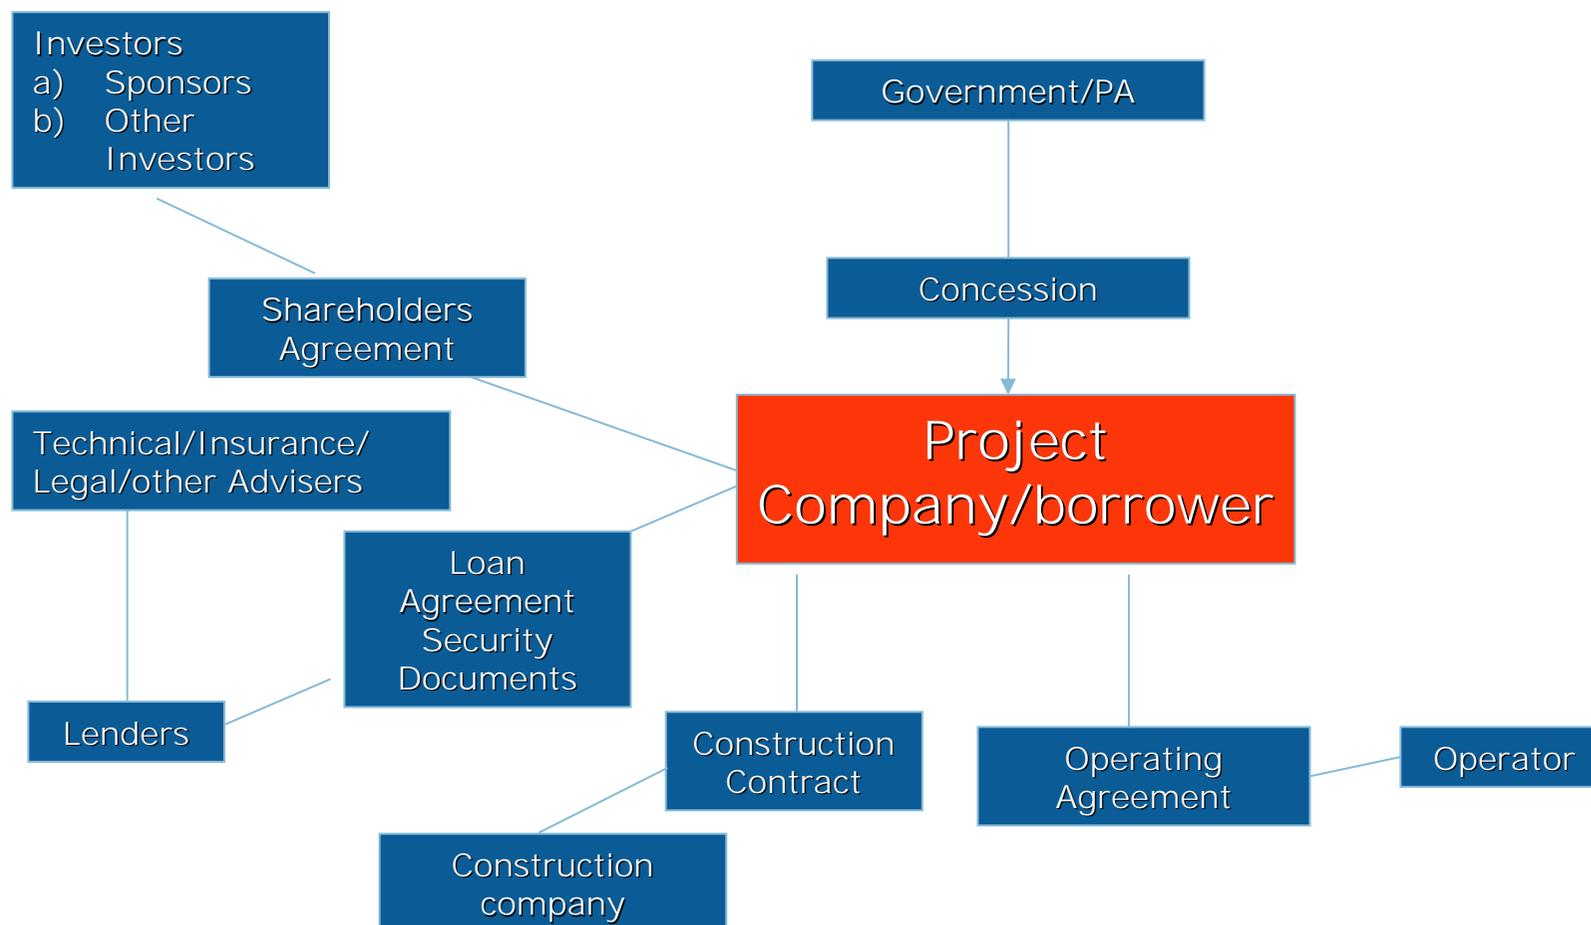 Investors
a) Sponsors
b) Other
Investors
Government/PA
Concession
Shareholders
Agreement
Project
Company/borrower
Technical/Insurance/
Legal/other Advisers
Loan
Agreement
Security
Documents
Lenders
Construction
Contract
Operating
Agreement
Operator
Construction
company